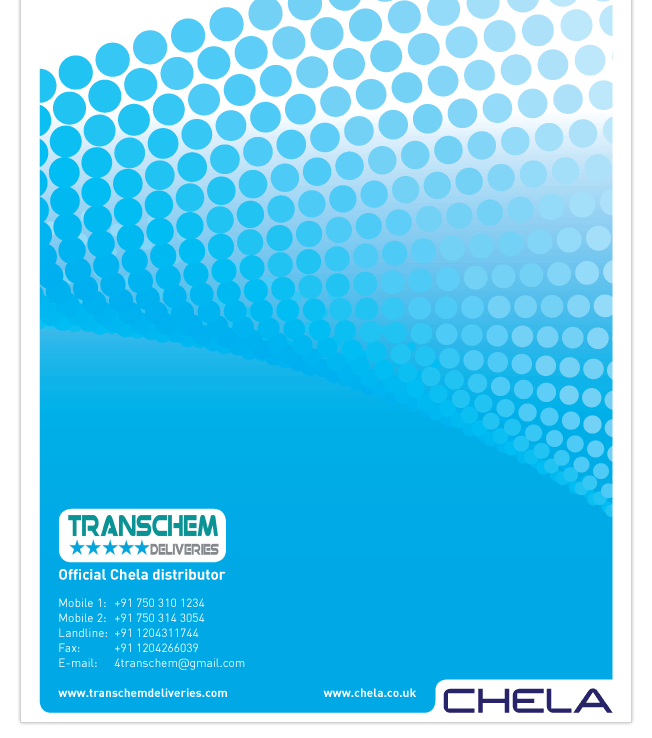 TRANSCHEM
★★★★★DELIVERIES
Official Chela distributor
Mobile 1: +91 750 310 1234
Mobile 2: +91 750 314 3054
Landline: +91 1204311744
Fax: +91 1204266039
E-mail: 4transchem@gmail.com
www.transchemdeliveries.com www.chela.co.uk CHELA